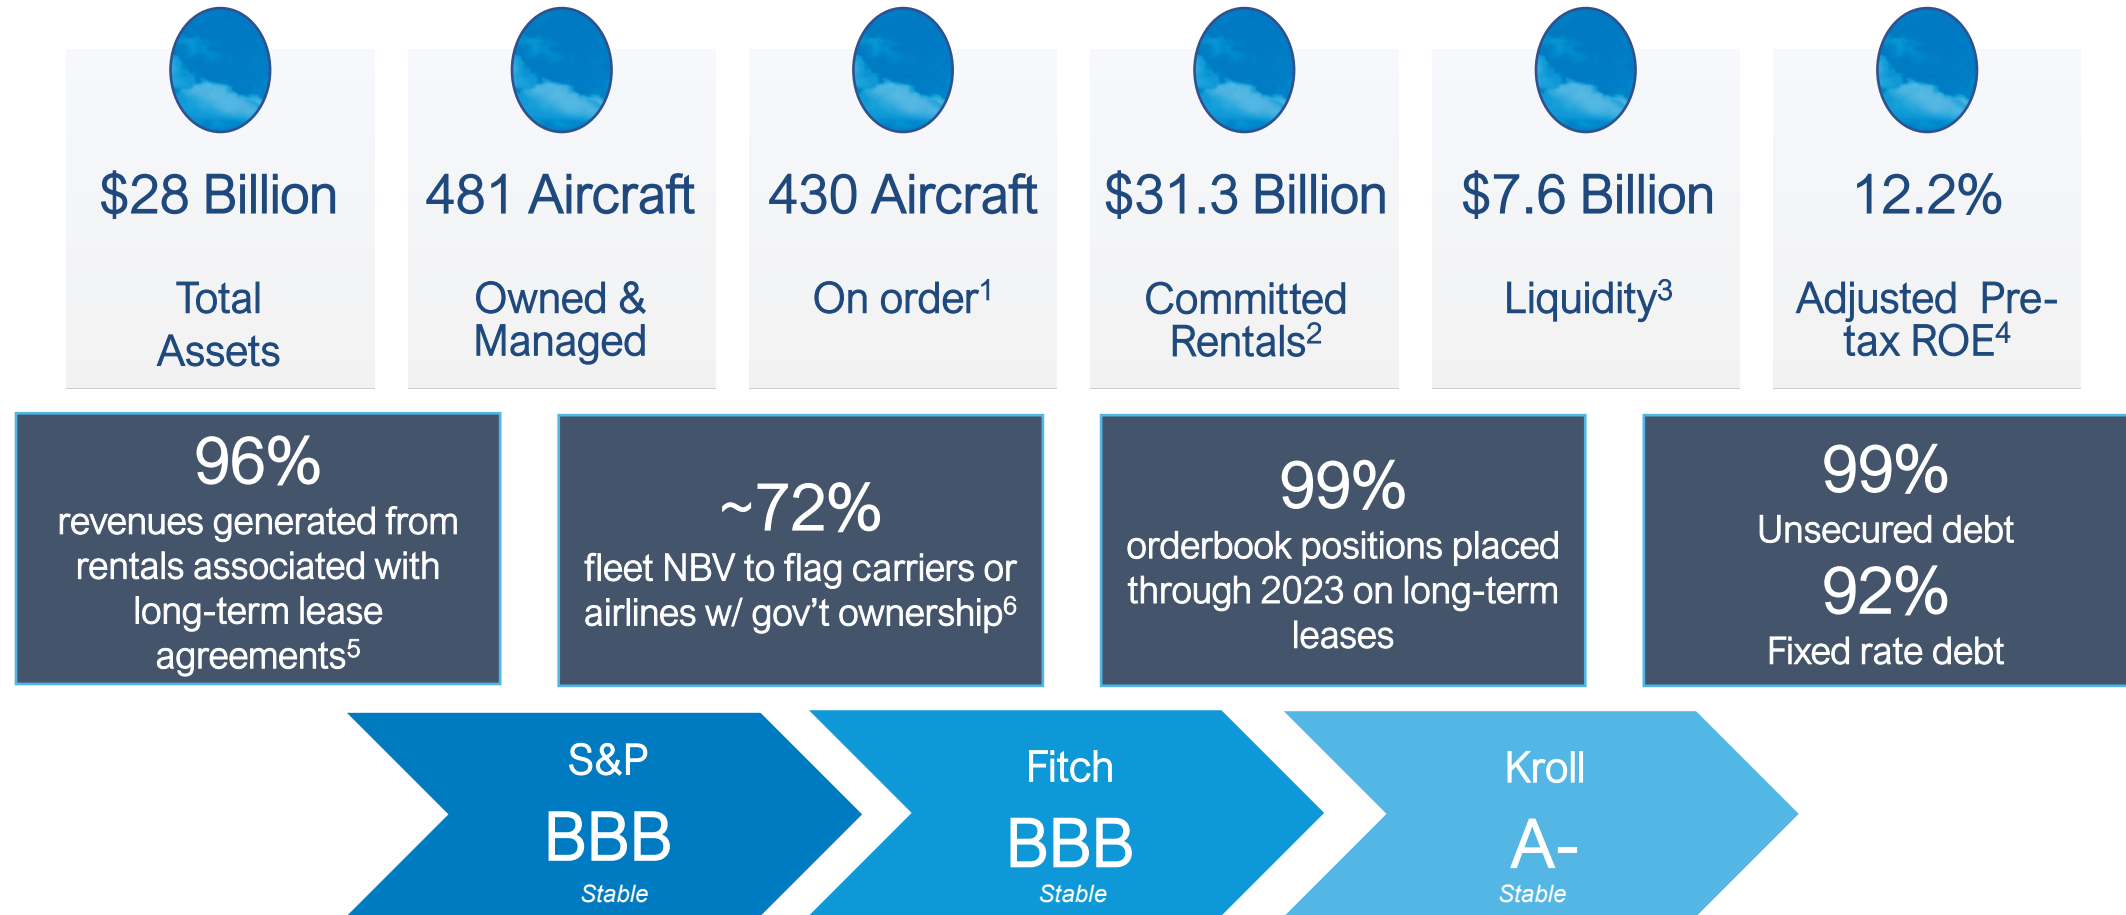 $28 Billion
Total
Assets
481 Aircraft
Owned &
Managed
430 Aircraft
On order1
$31.3 Billion
Committed
Rentals2
$7.6 Billion
Liquidity3
12.2%
Adjusted Pre-
tax ROE4
96%
revenues generated from
rentals associated with
long-term lease
agreements5
~72%
fleet NBV to flag carriers or
airlines w/ gov't ownership6
99%
orderbook positions placed
through 2023 on long-term
leases
99%
Unsecured debt
92%
Fixed rate debt
S&P
BBB
Stable
Fitch
BBB
Stable
Kroll
A-
Stable